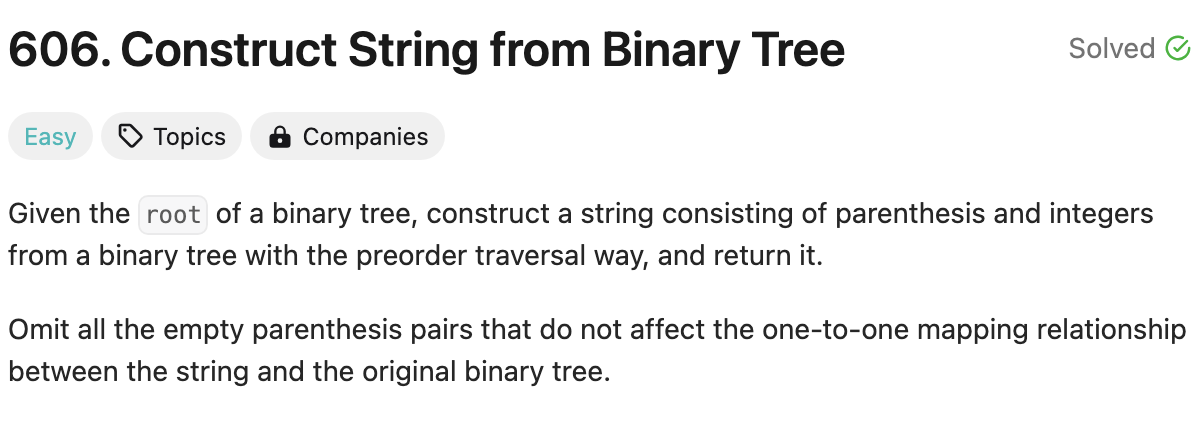 606. Construct String from Binary Tree
Solved
Easy
Topics
Companies
Given the root of a binary tree, construct a string consisting of parenthesis and integers
from a binary tree with the preorder traversal way, and return it.
Omit all the empty parenthesis pairs that do not affect the one-to-one mapping relationship
between the string and the original binary tree.